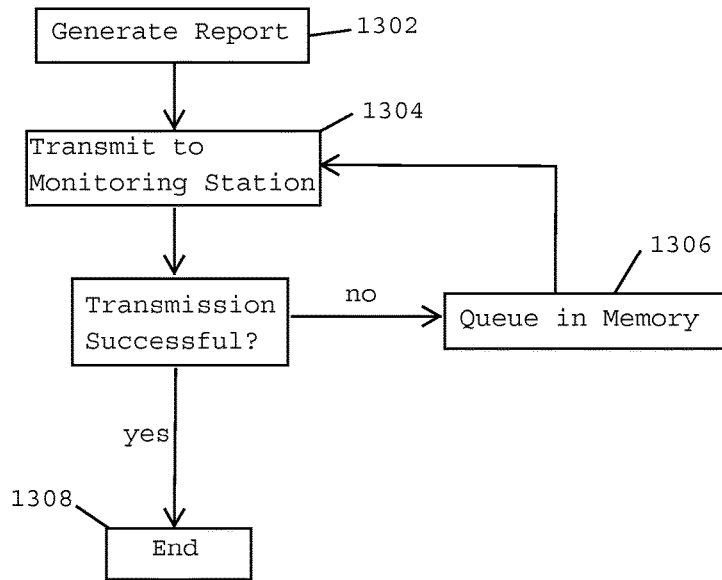 Generate Report
1302
1304
Transmit to
Monitoring Station
1306
Transmission
Successful?
no
Queue in Memory
yes
1308
End